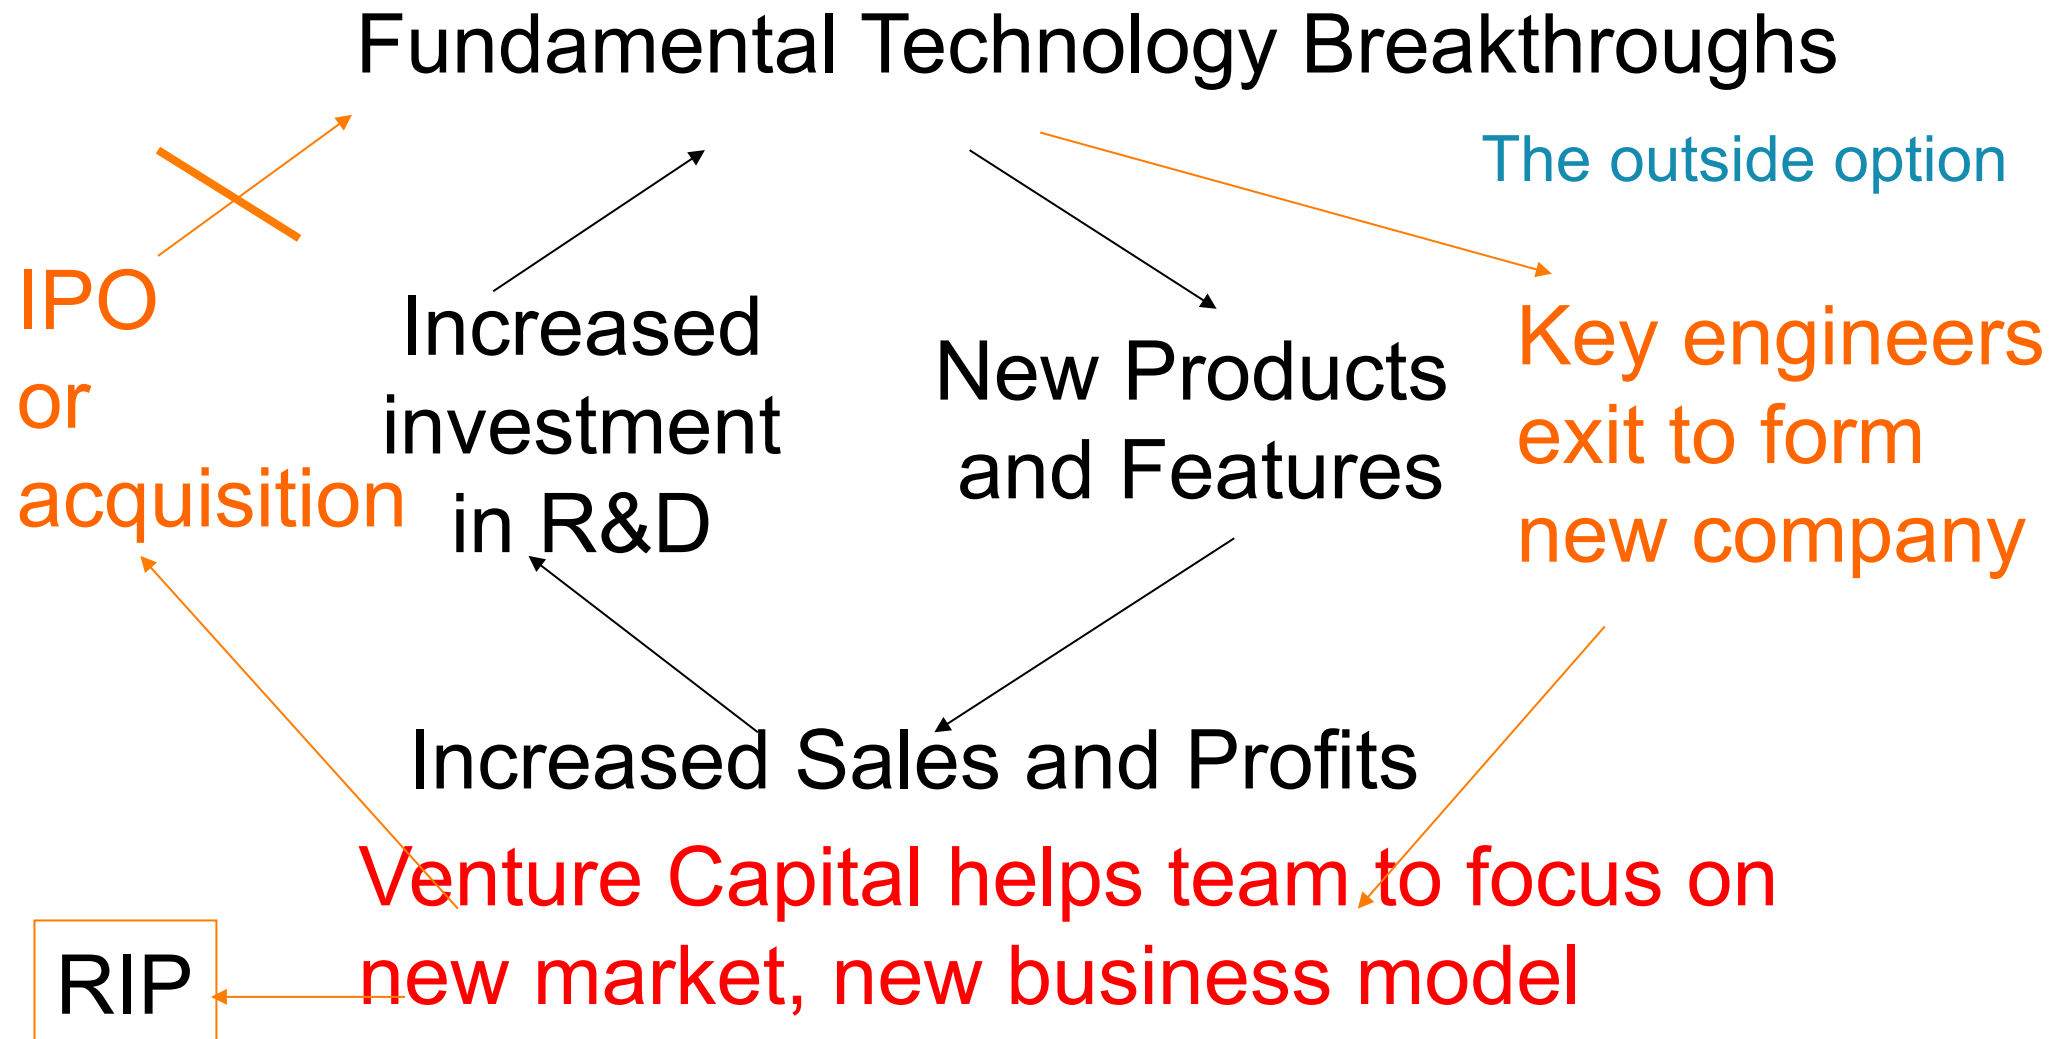 Fundamental Technology Breakthroughs
The outside option
IPO
or
acquisition
Increased
investment
in R&D
New Products
and Features
Key engineers
exit to form
new company
Increased Sales and Profits
Venture Capital helps team to focus on
new market, new business model
RIP